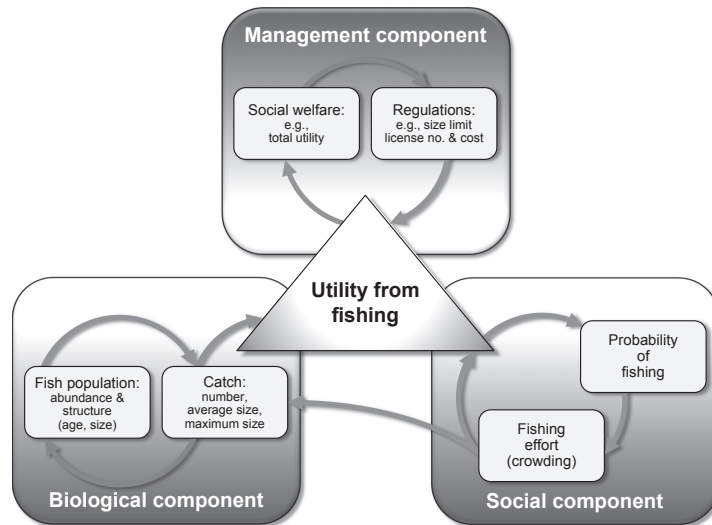 Management component
Social welfare:
e.g.,
total utility
Regulations:
e.g., size limit
license no. & cost
Utility from
fishing
Fish population:
abundance &
structure
(age, size)
Catch:
number,
average size,
maximum size
Biological component
Probability
of
fishing
Fishing
effort
(crowding)
Social component